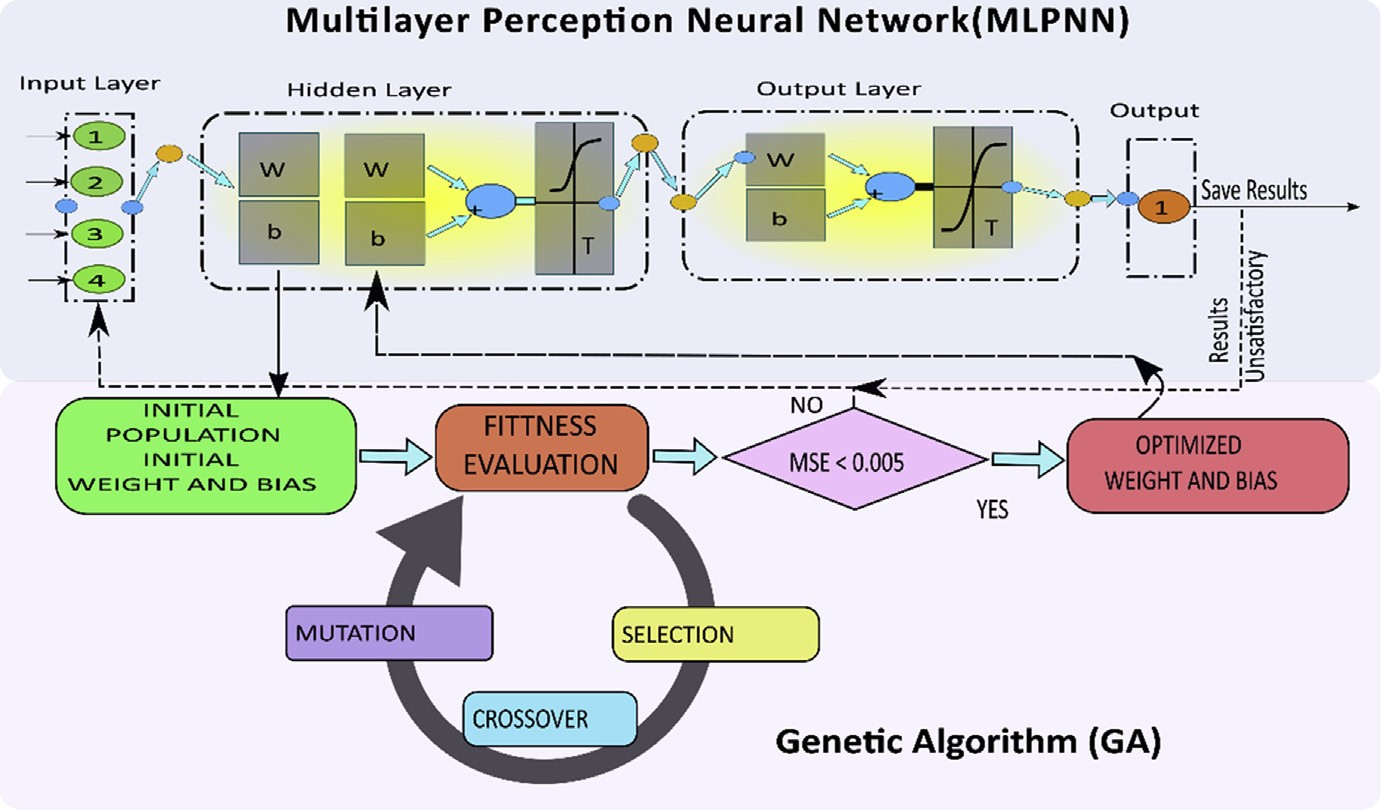 Multilayer Perception Neural Network(MLPNN)
Input Layer
Hidden Layer
Output Layer
Output
1
2
3
4
W
b
W
b
T
W
b
T
1
Save Results
Results
Unsatisfactory
INITIAL
POPULATION
INITIAL
WEIGHT AND BIAS
FITTNESS
EVALUATION
NO
MSE < 0.005
YES
OPTIMIZED
WEIGHT AND BIAS
MUTATION
SELECTION
CROSSOVER
Genetic Algorithm (GA)